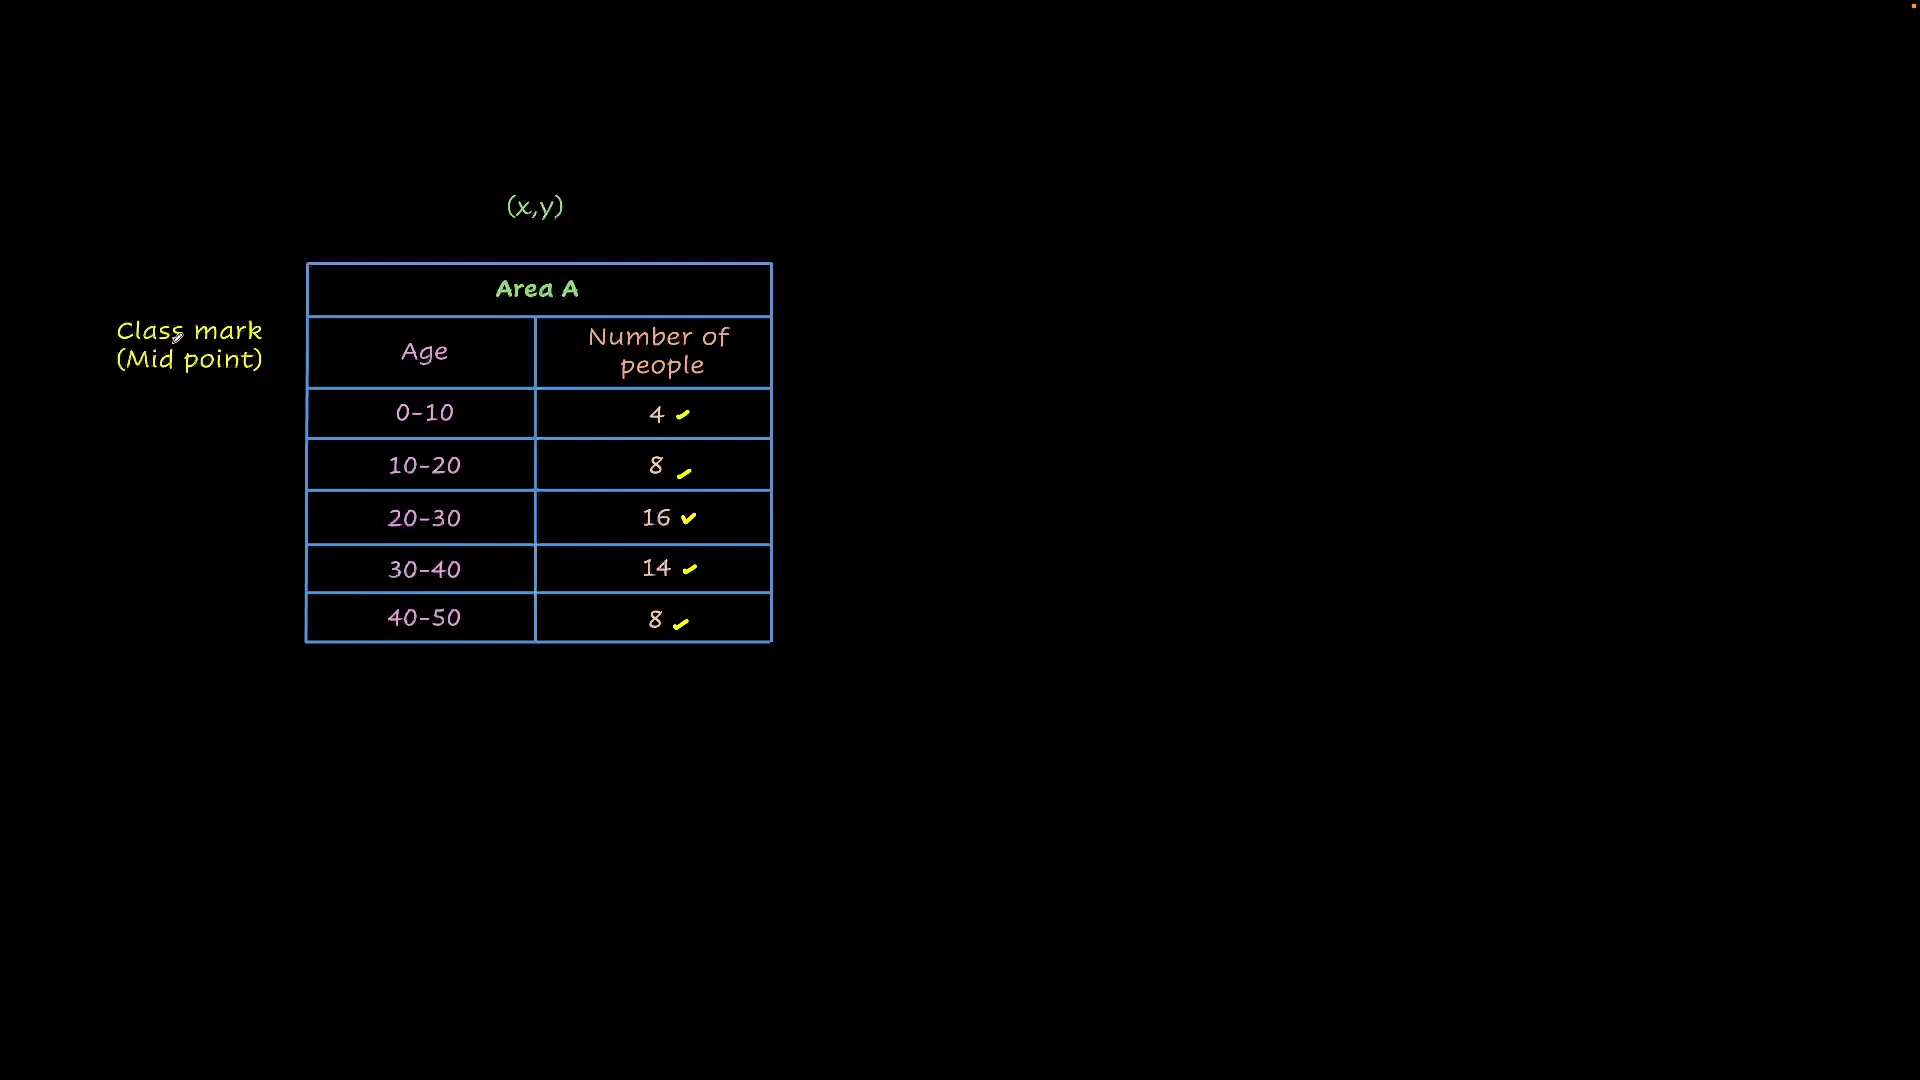 (x,y)
Area A
Class mark
(Mid point)
Age
Number of
people
0-10
4
10-20
8
20-30
16
30-40
14
40-50
8